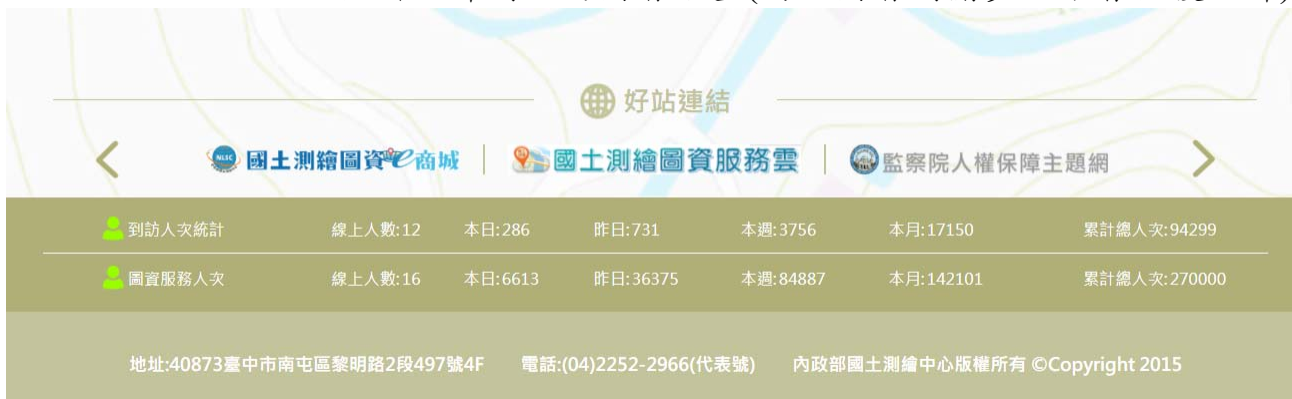 好站連結
NLSC 國土測繪圖資e商城 國土測繪圖資服務雲 監察院人權保障主題網
到訪人次統計 線上人數:12 本日:286 昨日:731 本週:3756 本月:17150 累計總人次:94299
圖資服務人次 線上人數:16 本日:6613 昨日:36375 本週:84887 本月:142101 累計總人次:270000
地址:40873臺中市南屯區黎明路2段497號4F 電話:(04)2252-2966(代表號) 內政部國土測繪中心版權所有 ©Copyright 2015